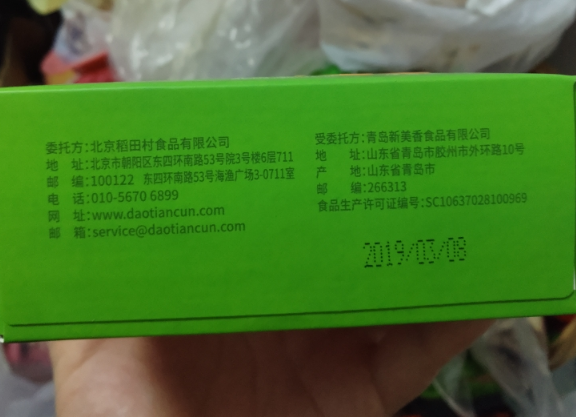 委托方:北京稻田村食品有限公司
地 址:北京市朝阳区东四环南路53号院3号楼6层711
邮 编:100122 东四环南路53号海渔广场3-0711室
电 话:010-5670 6899
网 址:www.daotiancun.com
邮 箱:service@daotiancun.com
受委托方:青岛新美香食品有限公司
地 址:山东省青岛市胶州市外环路10号
产 地:山东省青岛市
邮 编:266313
食品生产许可证编号:SC10637028100969
2019/03/08